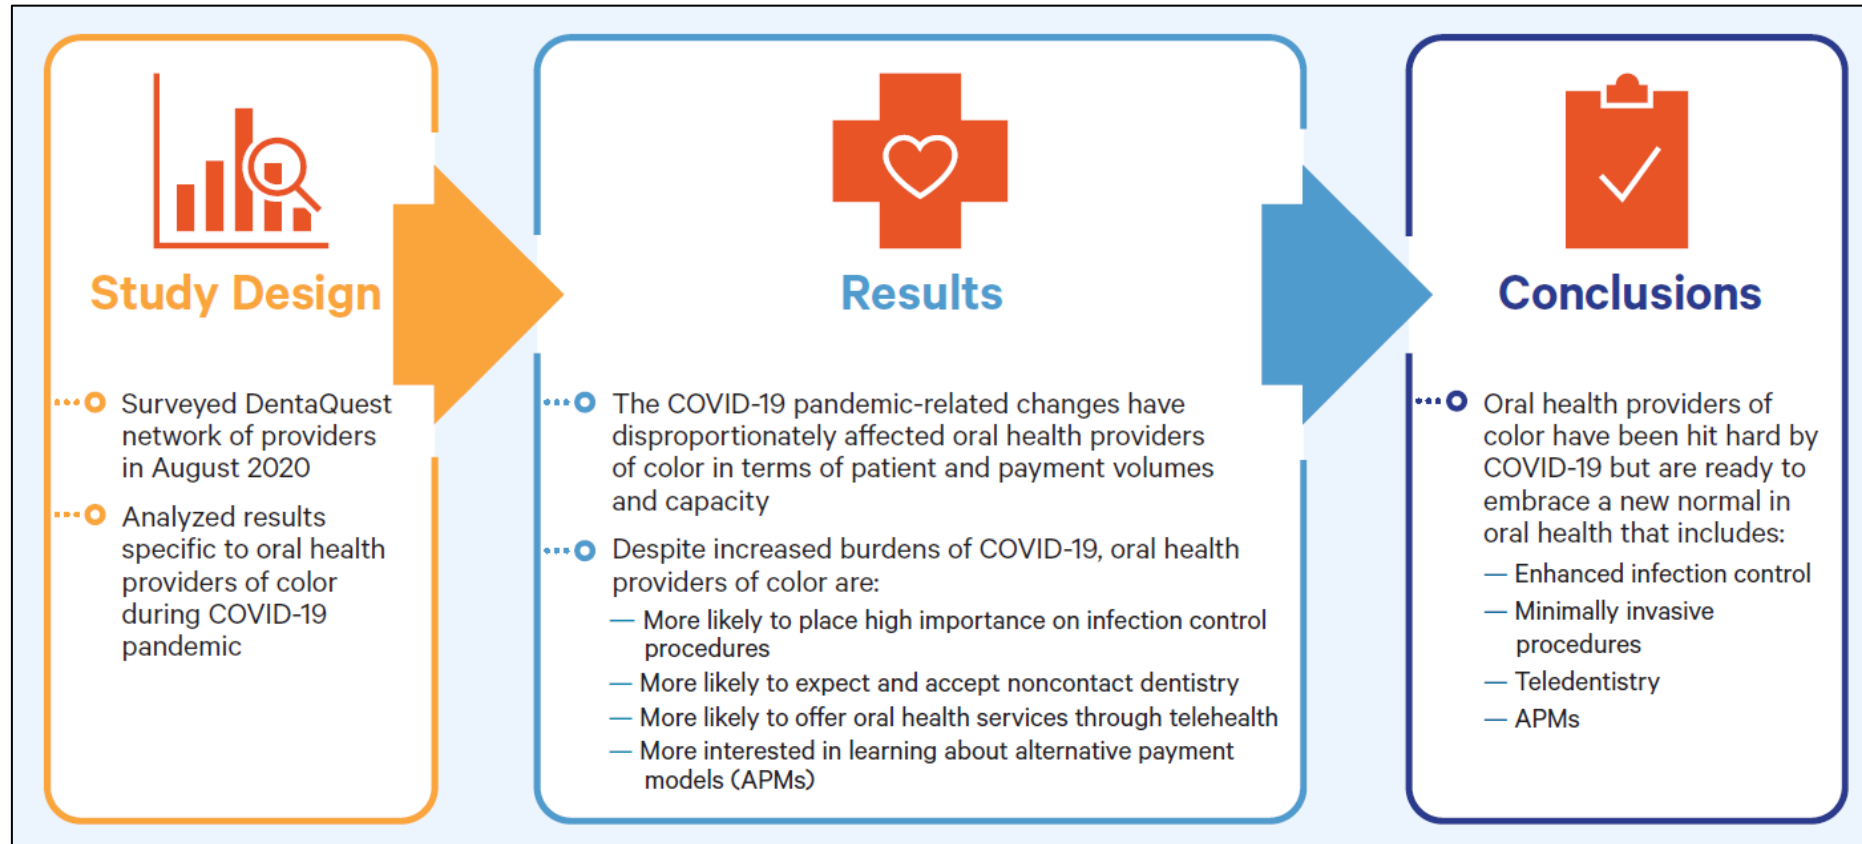 Study Design
Surveyed DentaQuest
network of providers
in August 2020
Analyzed results
specific to oral health
providers of color
during COVID-19
pandemic
Results
The COVID-19 pandemic-related changes have
disproportionately affected oral health providers
of color in terms of patient and payment volumes
and capacity
Despite increased burdens of COVID-19, oral health
providers of color are:
— More likely to place high importance on infection control
procedures
— More likely to expect and accept noncontact dentistry
— More likely to offer oral health services through telehealth
— More interested in learning about alternative payment
models (APMs)
Conclusions
Oral health providers of
color have been hit hard by
COVID-19 but are ready to
embrace a new normal in
oral health that includes:
— Enhanced infection control
— Minimally invasive
procedures
— Teledentistry
— APMs